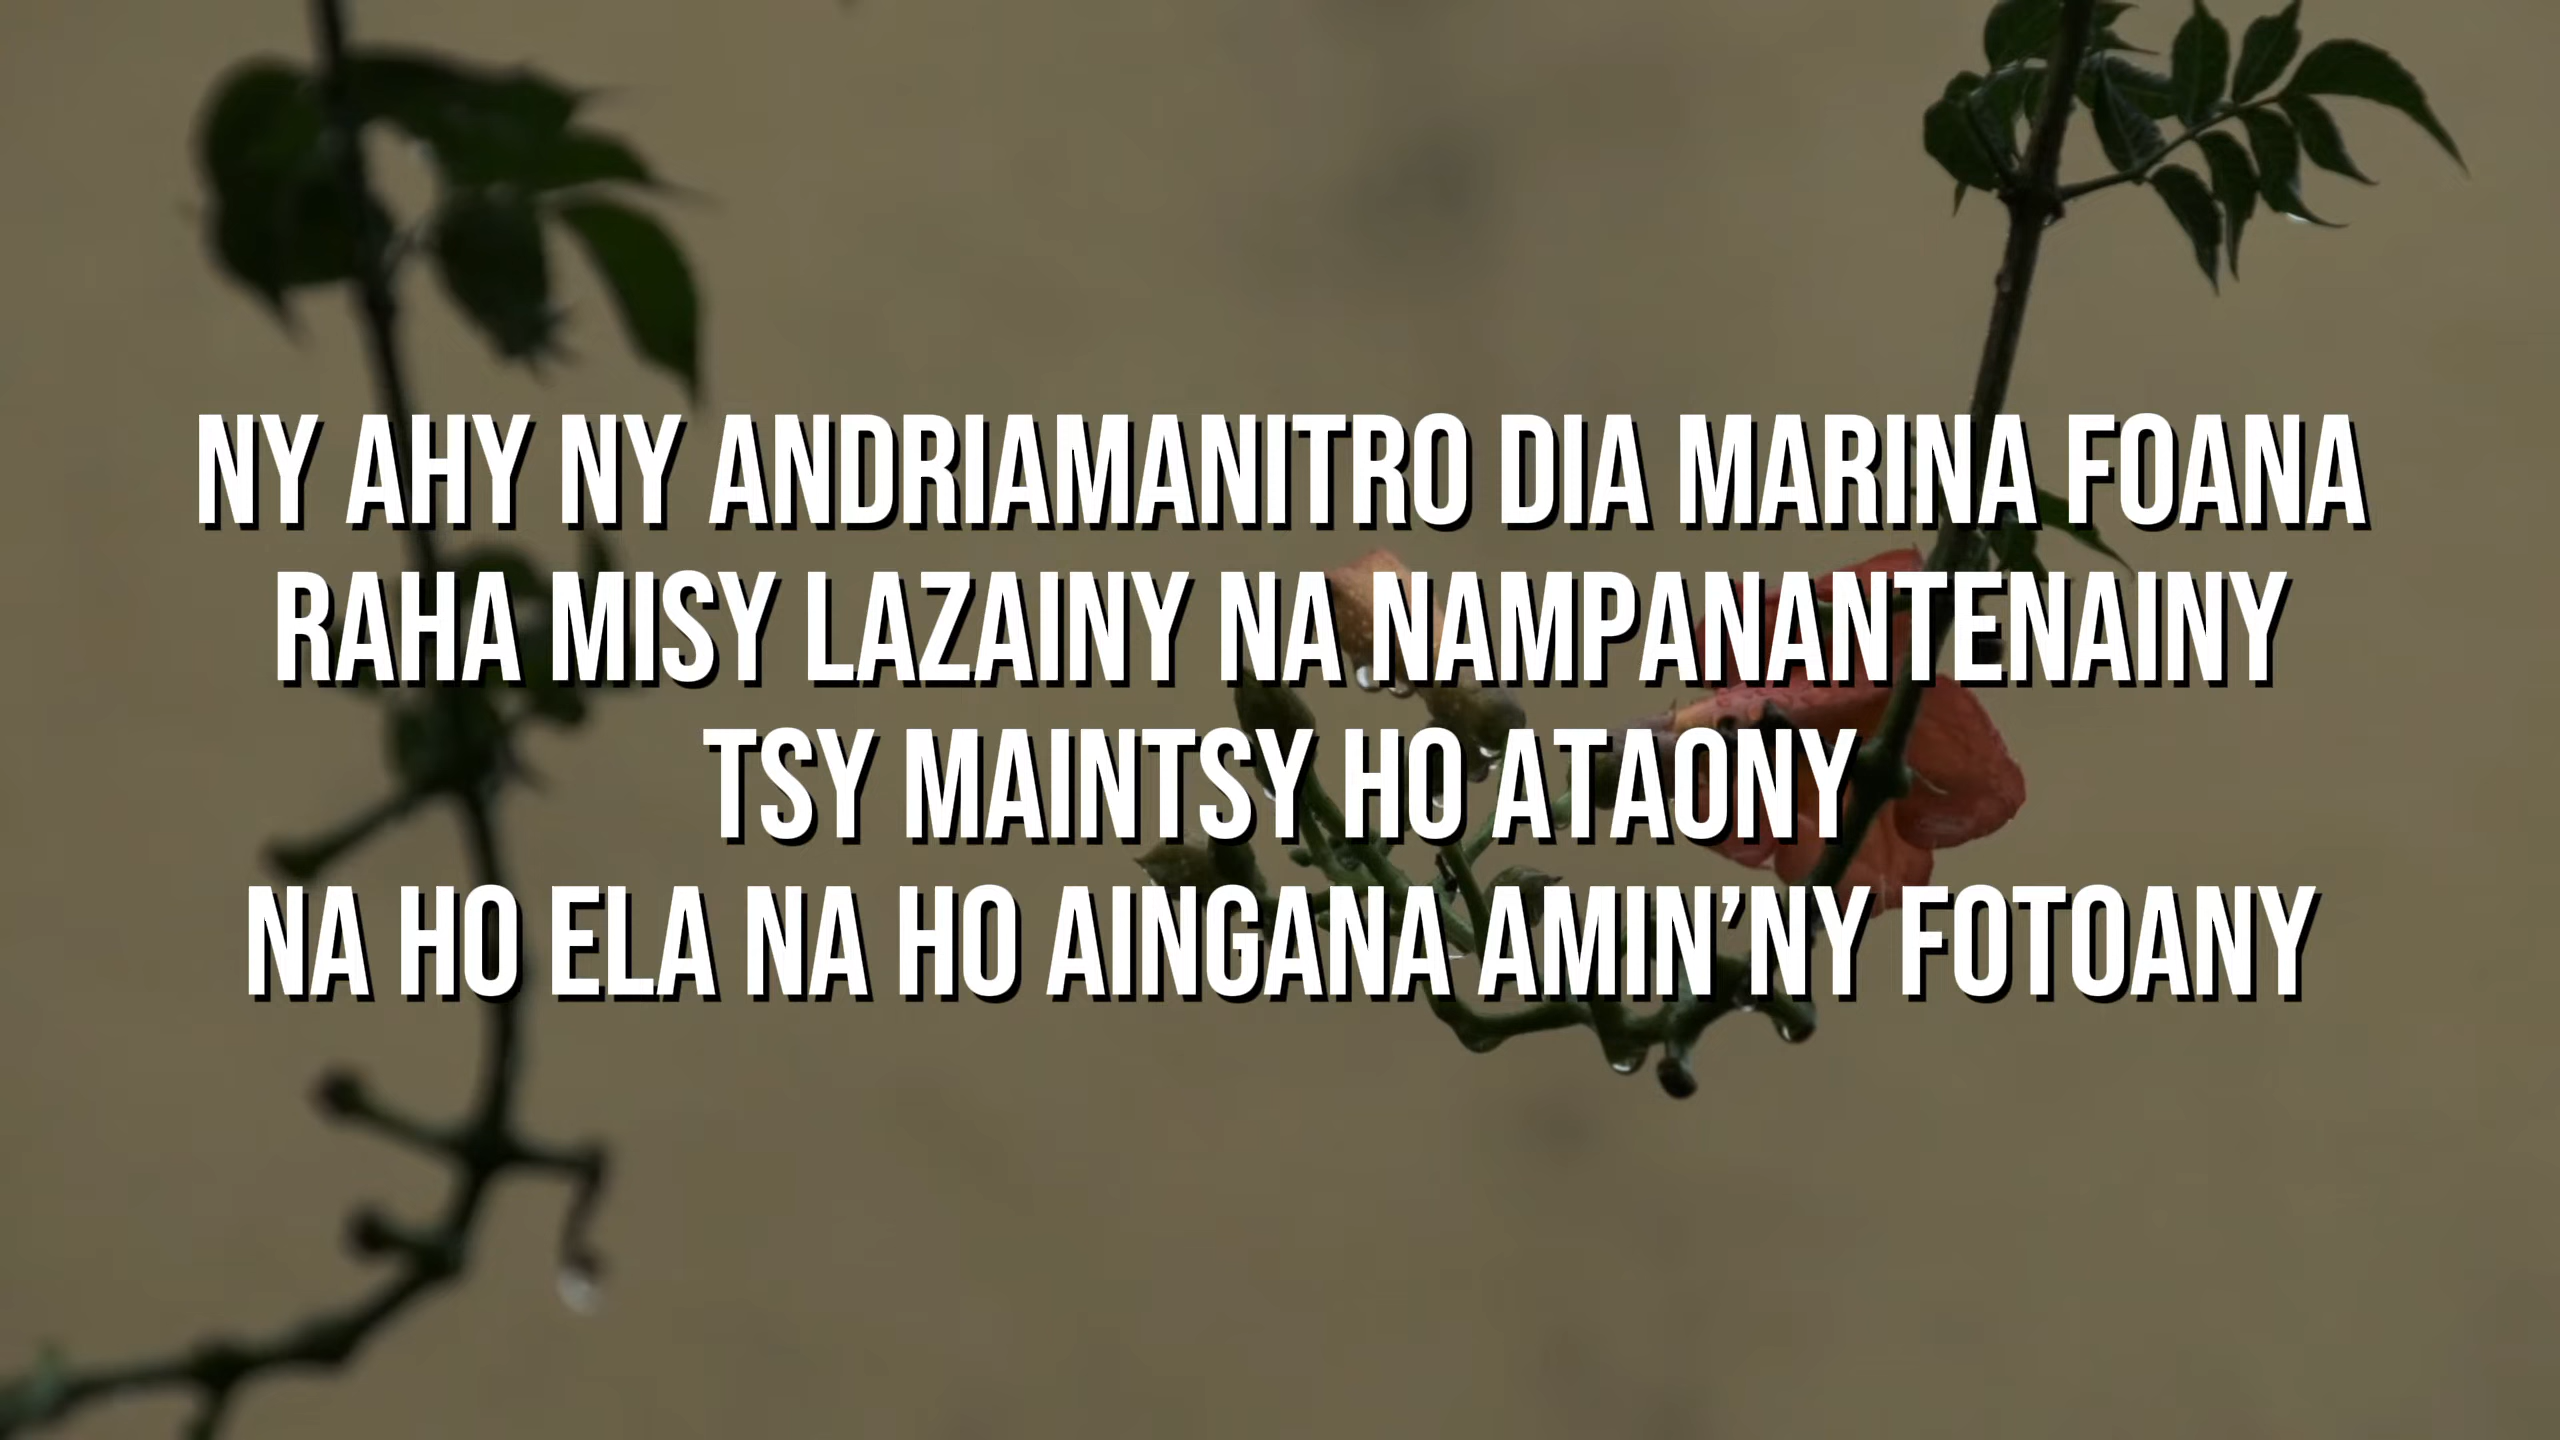 NY AHY NY ANDRIAMANITRO DIA MARINA FOANA
RAHA MISY LAZAINY NA NAMPANANTENAINY
TSY MAINTSY HO ATAONY
NA HO ELA NA HO AINGANA AMIN’NY FOTOANY